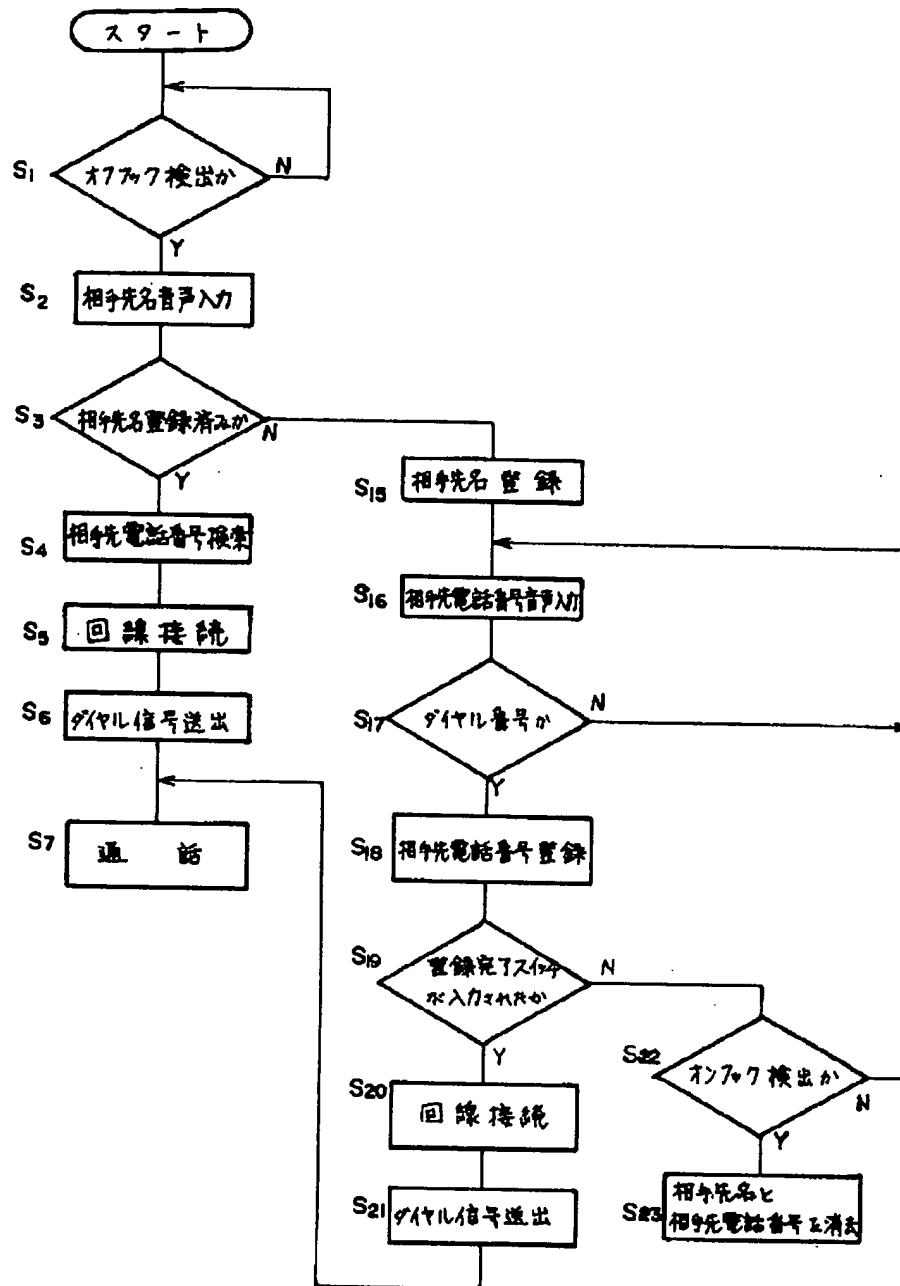 スタート
S1
オフフック検出か
N
Y
S2
相手先名音声入力
S3
相手先名登録済みか
N
Y
S4
相手先電話番号検索
S5
回線接続
S6
ダイヤル信号送出
S7
通話
S15
相手先名登録
S16
相手先電話番号音声入力
S17
ダイヤル番号か
N
Y
S18
相手先電話番号登録
S19
登録完了スイッチ
が入力されたか
N
Y
S20
回線接続
S21
ダイヤル信号送出
S22
オンフック検出か
N
Y
S23
相手先名と
相手先電話番号を消去